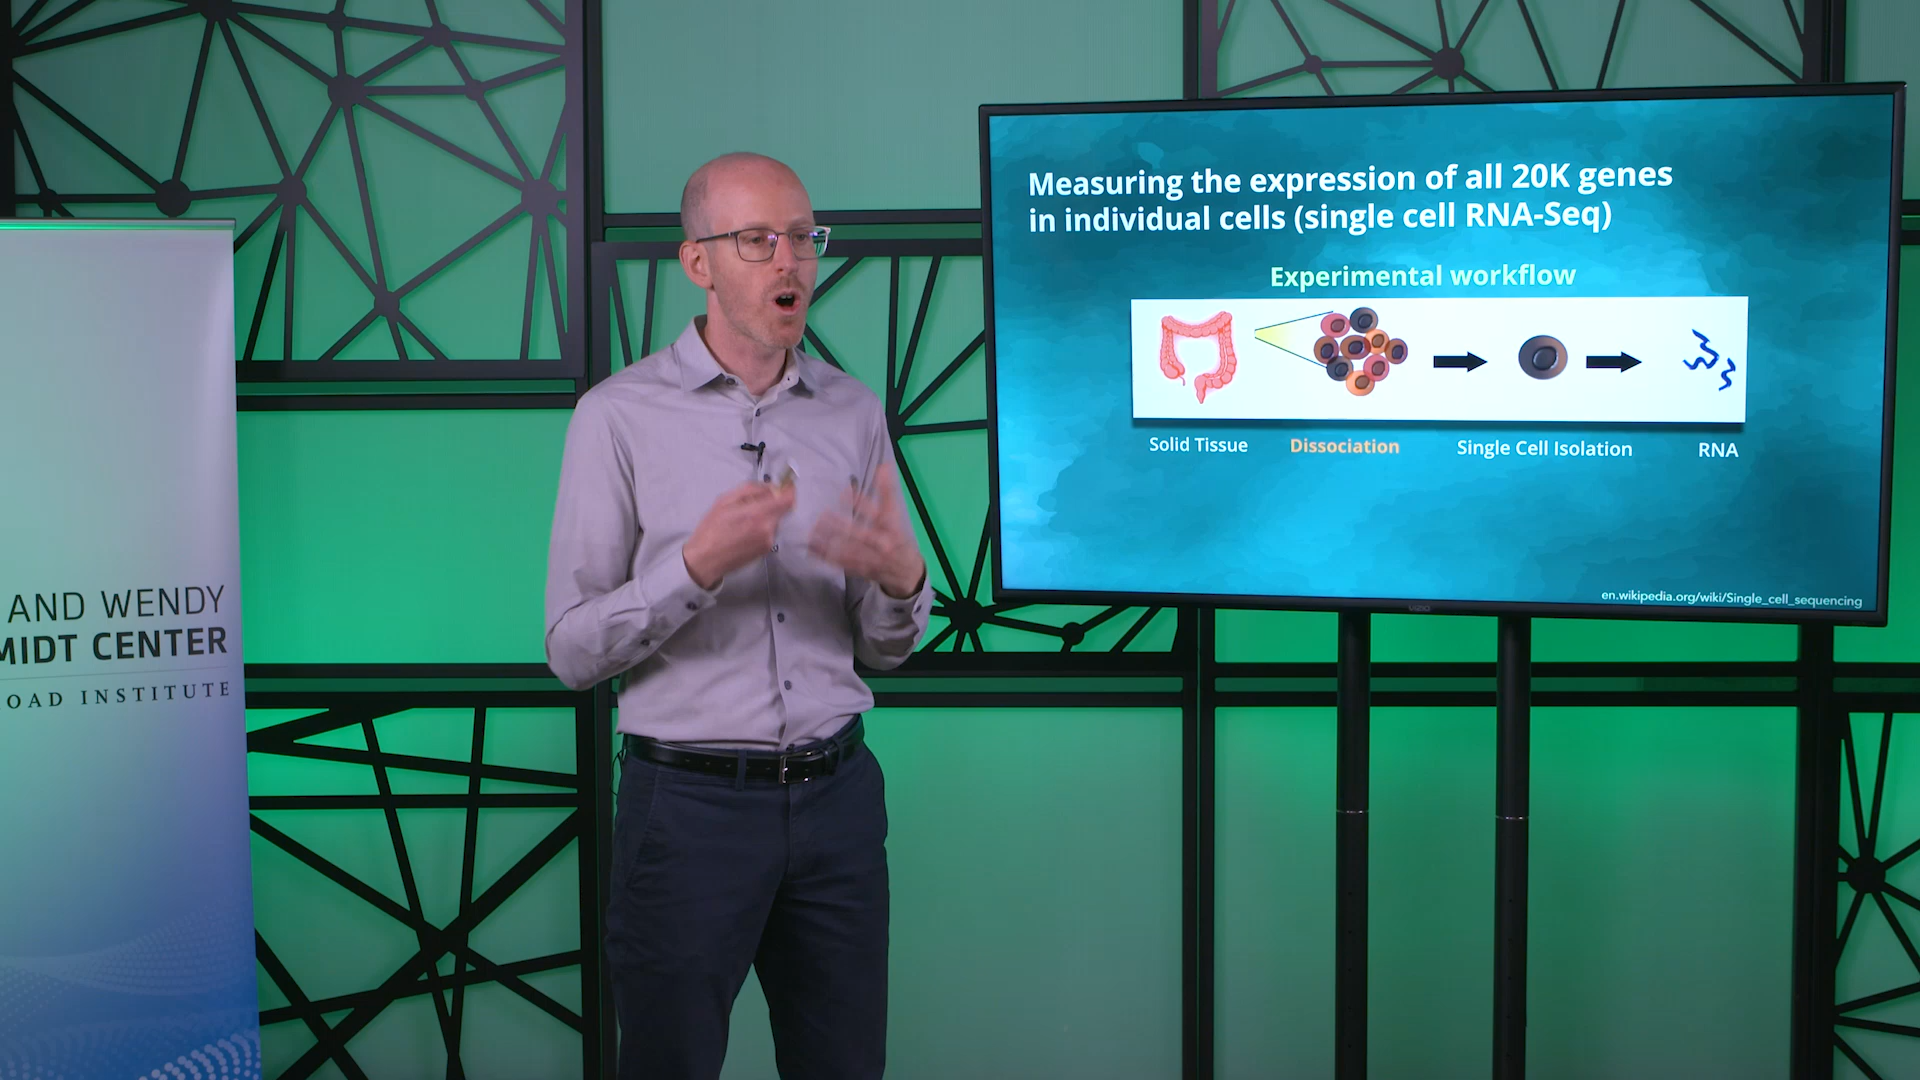 AND WENDY
MIDT CENTER
OAD INSTITUTE
Measuring the expression of all 20K genes
in individual cells (single cell RNA-Seq)
Experimental workflow
Solid Tissue
Dissociation
Single Cell Isolation
RNA
en.wikipedia.org/wiki/Single_cell_sequencing
VIZIO